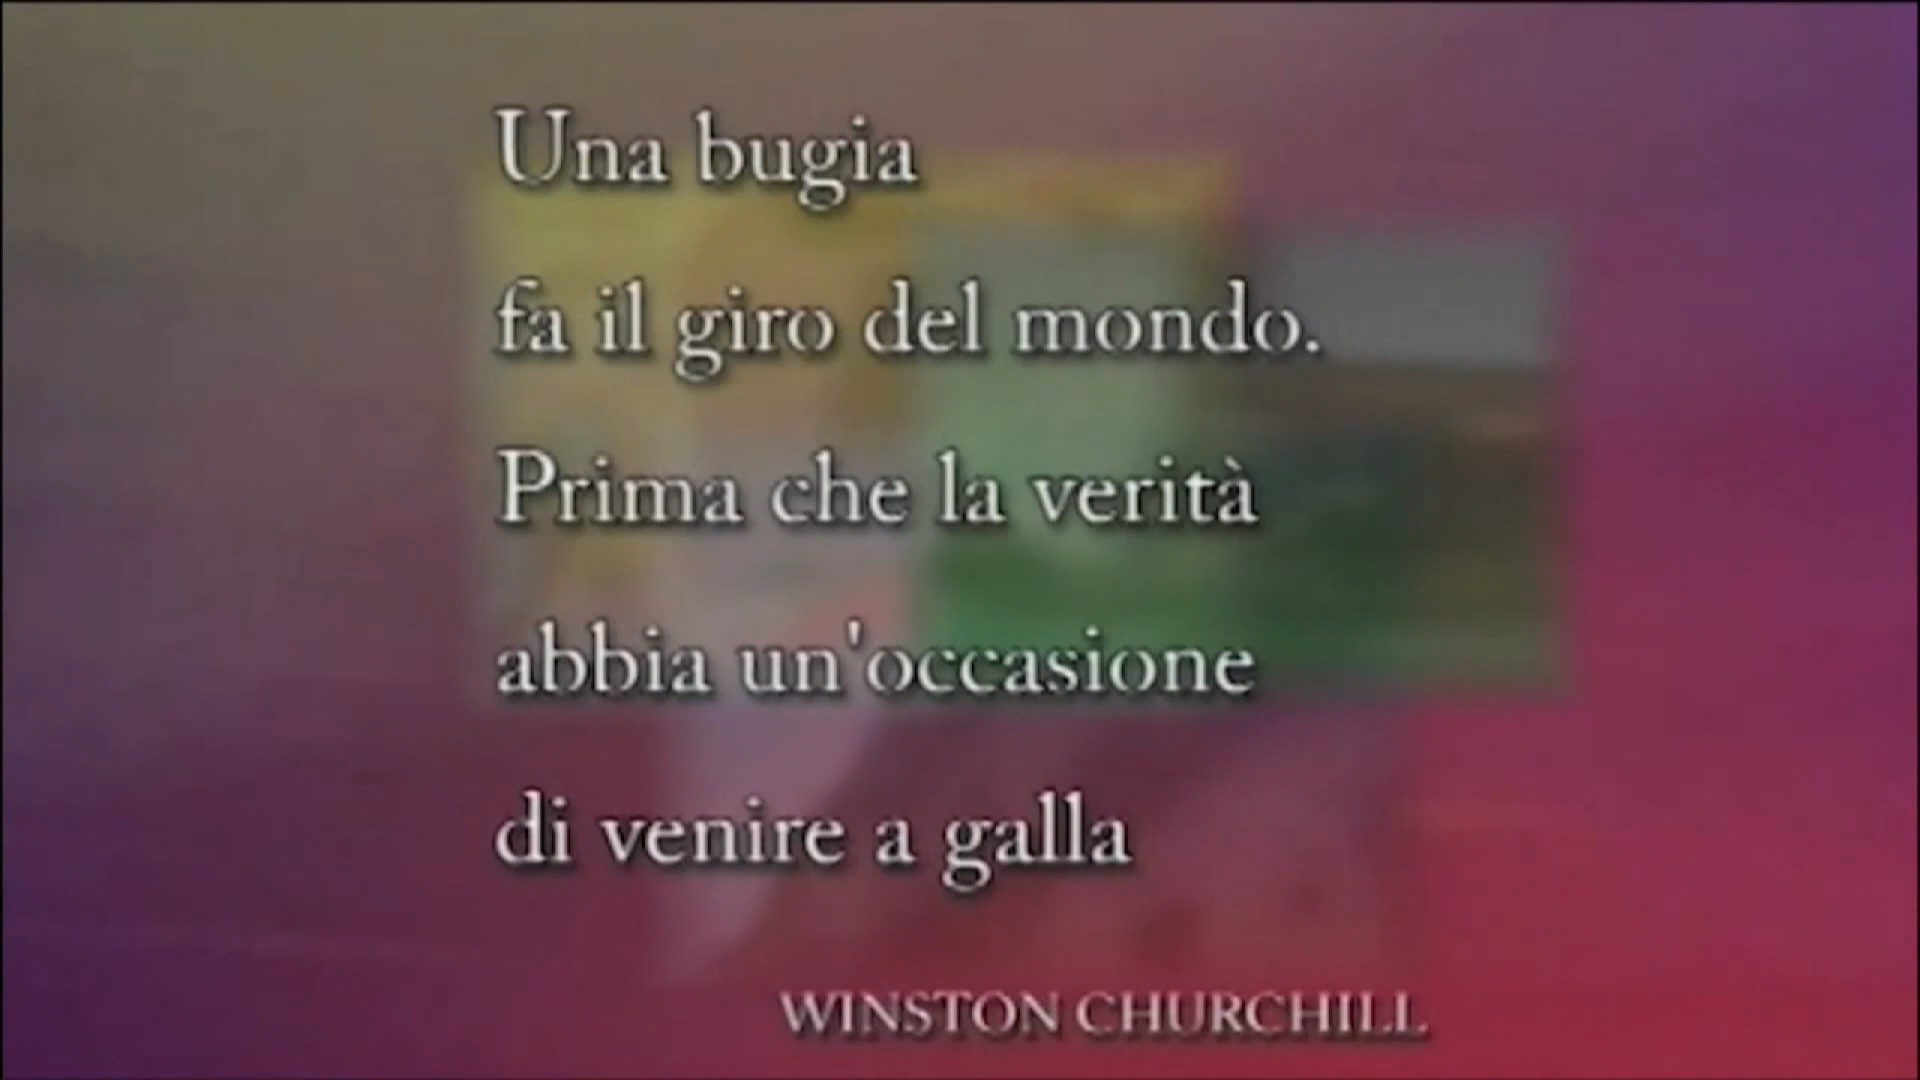 Una bugia
fa il giro del mondo.
Prima che la verità
abbia un'occasione
di venire a galla
WINSTON CHURCHILL